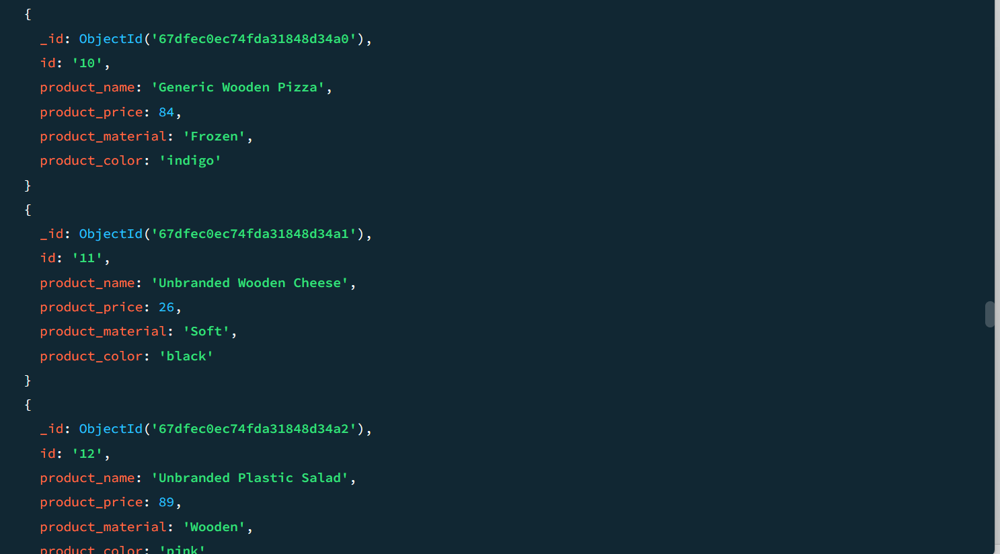 {
_id: ObjectId('67dfec0ec74fda31848d34a0'),
id: '10',
product_name: 'Generic Wooden Pizza',
product_price: 84,
product_material: 'Frozen',
product_color: 'indigo'
}
{
_id: ObjectId('67dfec0ec74fda31848d34a1'),
id: '11',
product_name: 'Unbranded Wooden Cheese',
product_price: 26,
product_material: 'Soft',
product_color: 'black'
}
{
_id: ObjectId('67dfec0ec74fda31848d34a2'),
id: '12',
product_name: 'Unbranded Plastic Salad',
product_price: 89,
product_material: 'Wooden',
product_color: 'pink'